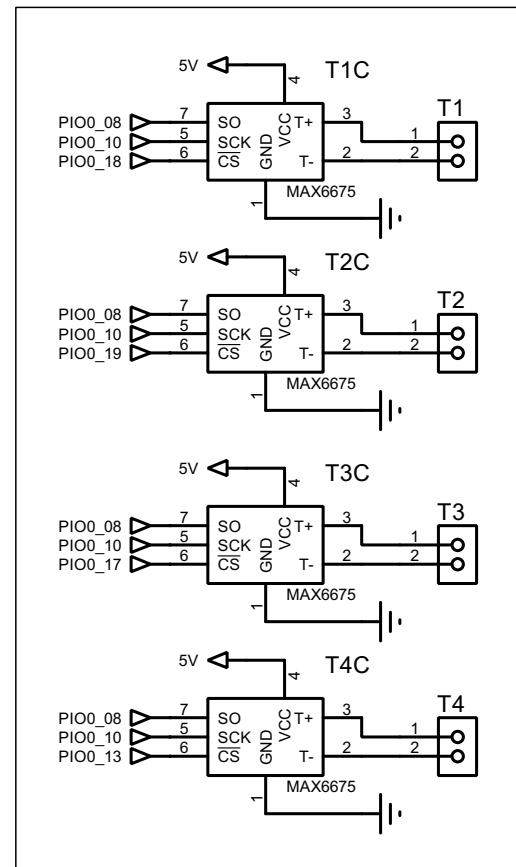 5V 4 T1C
T1
PIO0_08 7 SO VCC T+ 3 1
PIO0_10 5 SCK
PIO0_18 6 CS GND T- 2 2
1 MAX6675
5V 4 T2C
T2
PIO0_08 7 SO VCC T+ 3 1
PIO0_10 5 SCK
PIO0_19 6 CS GND T- 2 2
1 MAX6675
5V 4 T3C
T3
PIO0_08 7 SO VCC T+ 3 1
PIO0_10 5 SCK
PIO0_17 6 CS GND T- 2 2
1 MAX6675
5V 4 T4C
T4
PIO0_08 7 SO VCC T+ 3 1
PIO0_10 5 SCK
PIO0_13 6 CS GND T- 2 2
1 MAX6675